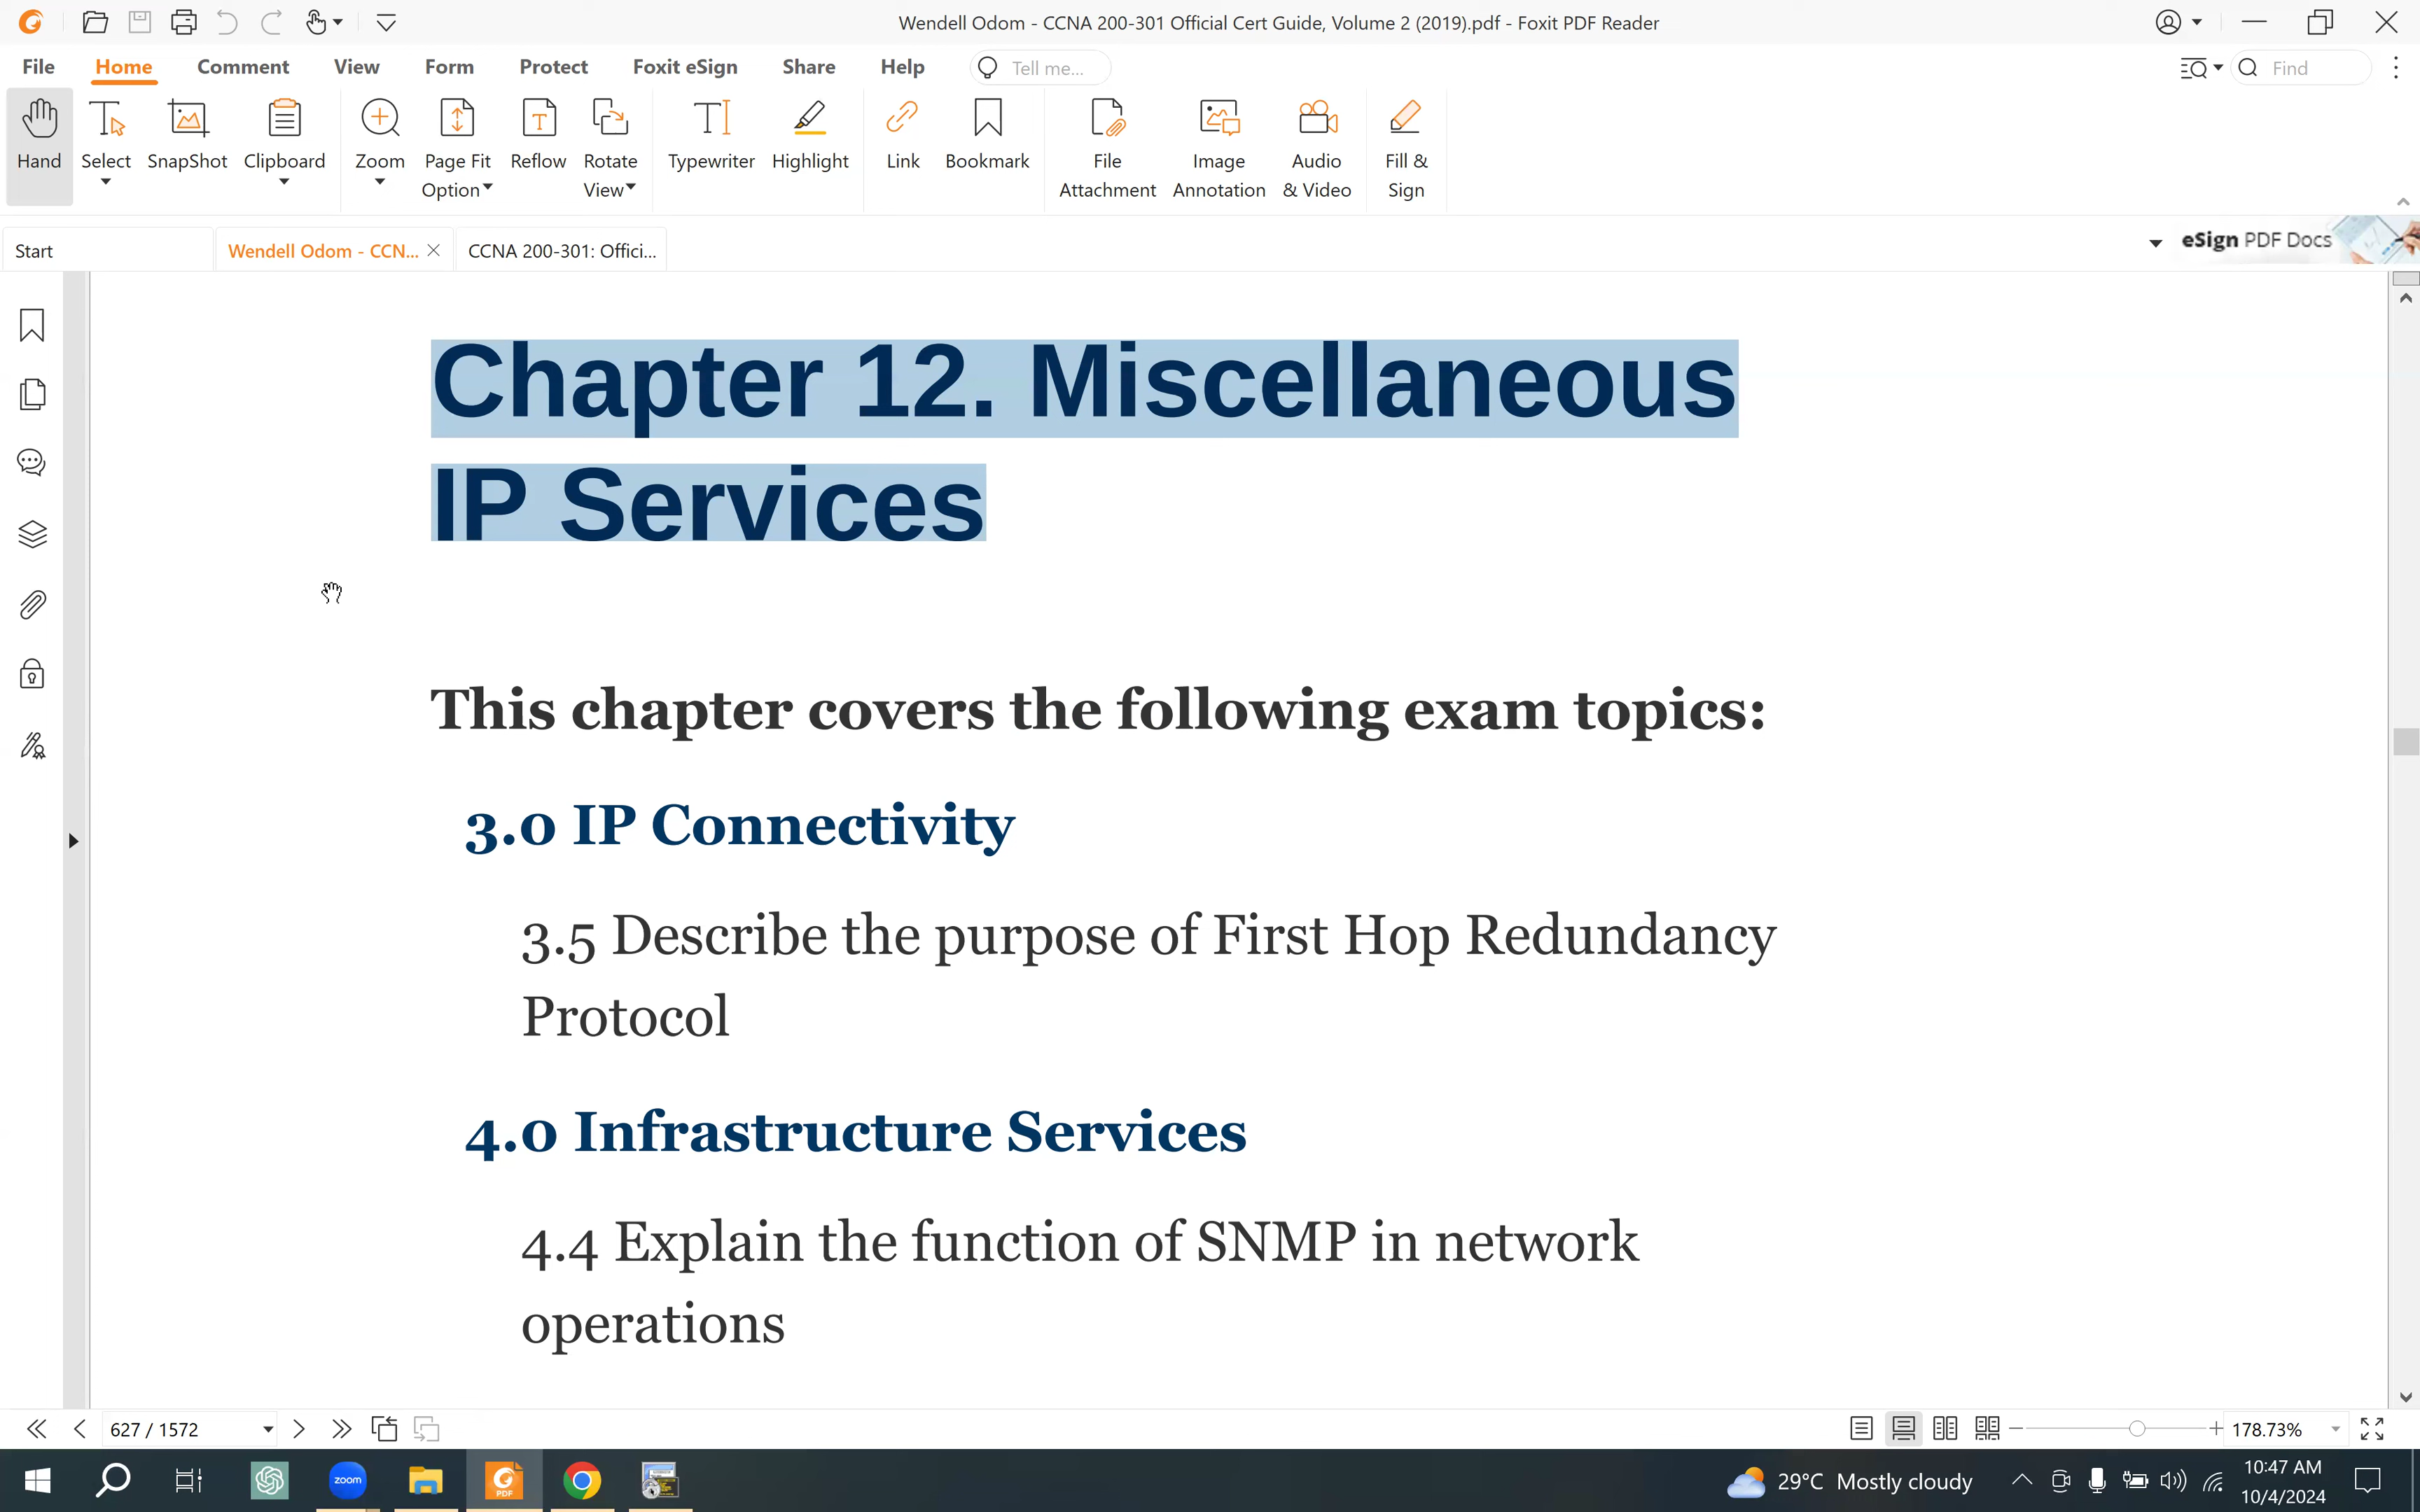 Wendell Odom - CCNA 200-301 Official Cert Guide, Volume 2 (2019).pdf - Foxit PDF Reader
File Home Comment View Form Protect Foxit eSign Share Help Tell me... Find
Hand Select SnapShot Clipboard Zoom Page Fit Option Reflow Rotate View Typewriter Highlight Link Bookmark File Attachment Image Annotation Audio & Video Fill & Sign
Start Wendell Odom - CCN... CCNA 200-301: Offici... eSign PDF Docs
Chapter 12. Miscellaneous
IP Services
This chapter covers the following exam topics:
3.0 IP Connectivity
3.5 Describe the purpose of First Hop Redundancy
Protocol
4.0 Infrastructure Services
4.4 Explain the function of SNMP in network
operations
627 / 1572 178.73%
zoom PDF 29°C Mostly cloudy 10:47 AM
10/4/2024